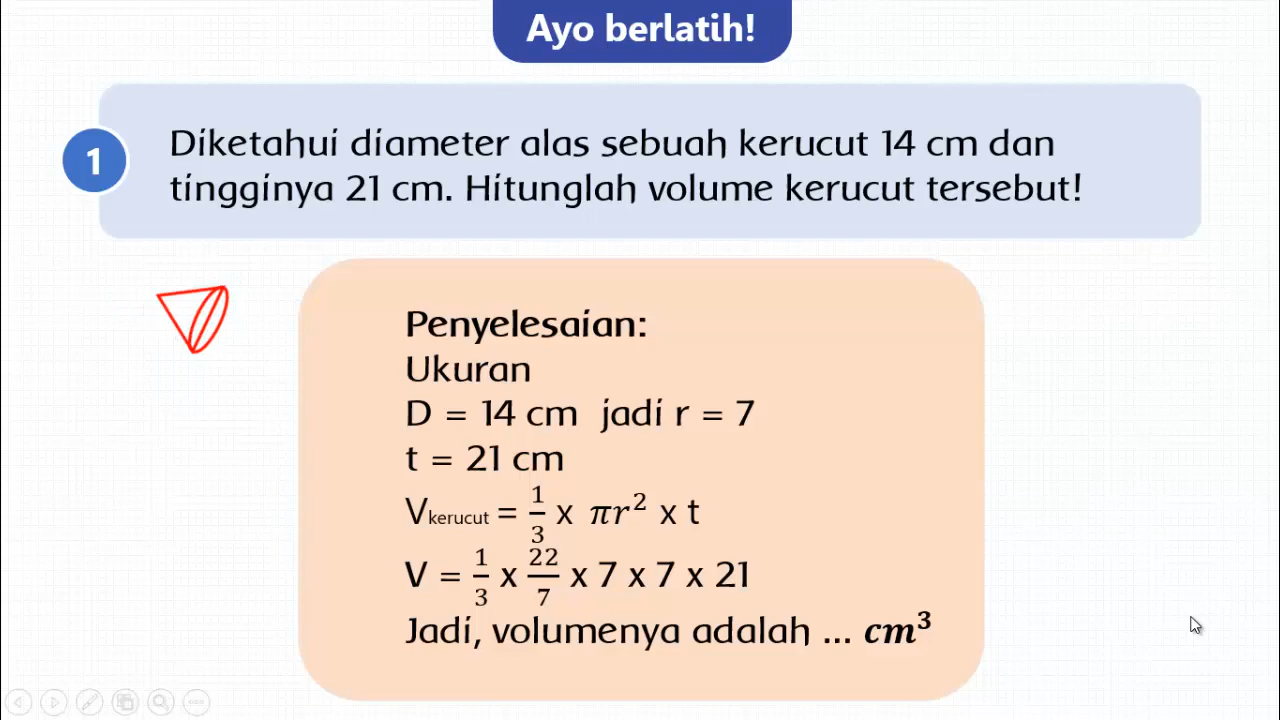 Ayo berlatih!
1
Diketahui diameter alas sebuah kerucut 14 cm dan
tingginya 21 cm. Hitunglah volume kerucut tersebut!
Penyelesaian:
Ukuran
D = 14 cm jadi r = 7
t = 21 cm
Vkerucut = 1/3 x πr² x t
V = 1/3 x 22/7 x 7 x 7 x 21
Jadi, volumenya adalah ... cm³